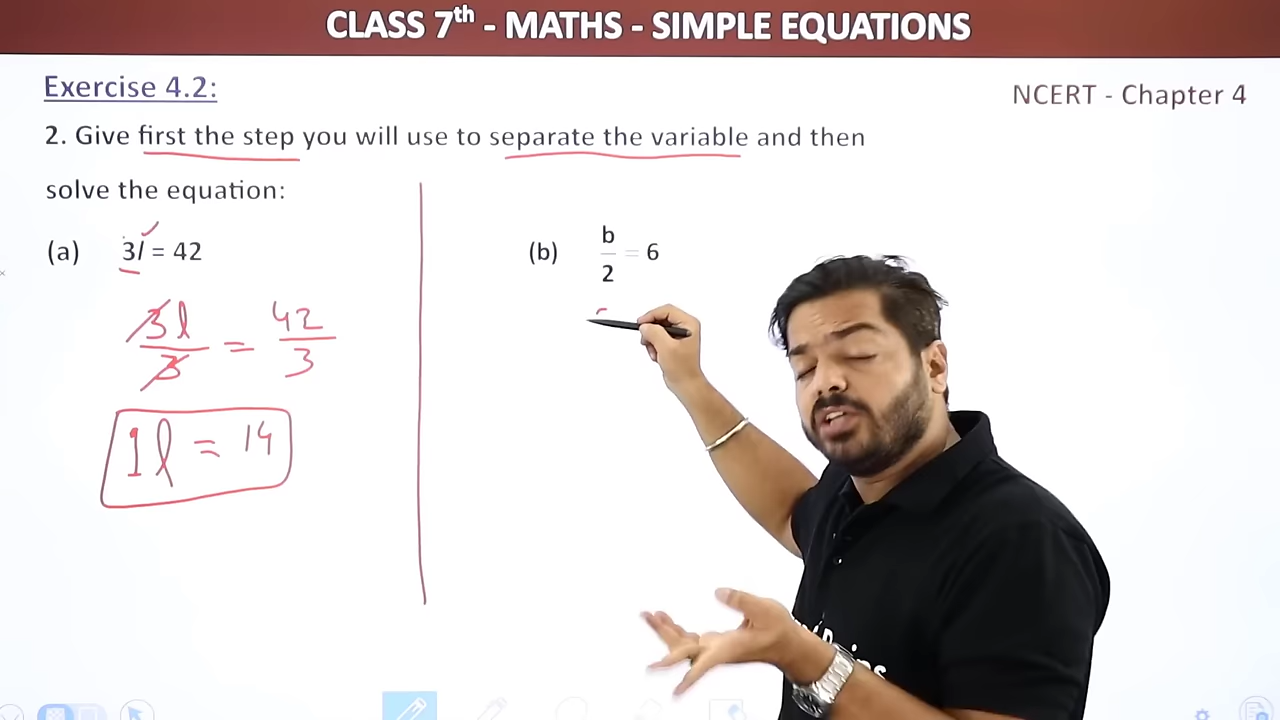 CLASS 7th - MATHS - SIMPLE EQUATIONS
Exercise 4.2:
NCERT - Chapter 4
2. Give first the step you will use to separate the variable and then
solve the equation:
(a) 3l = 42
3l/3 = 42/3
1l = 14
(b) b/2 = 6